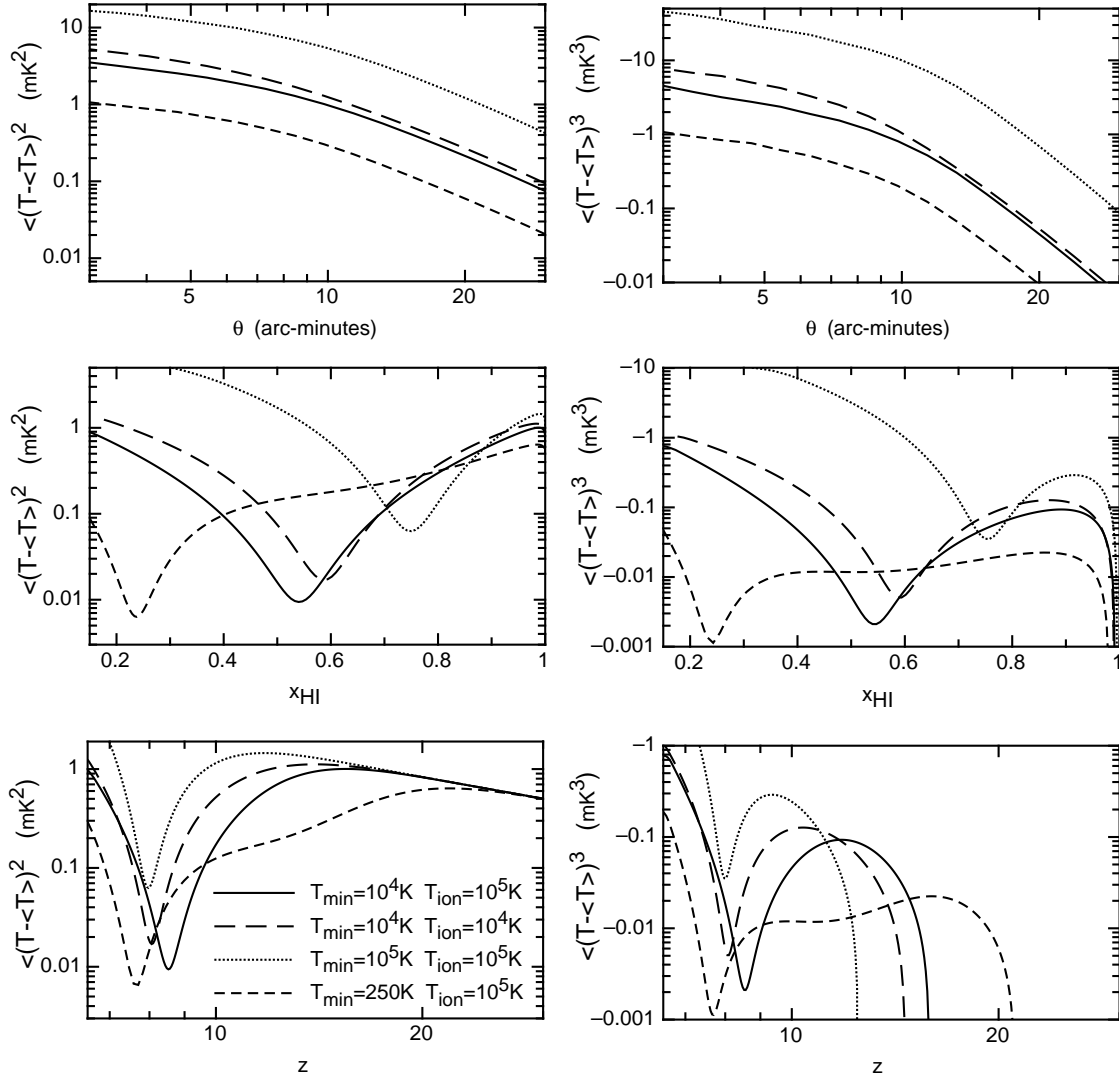 <(T-<T>)² (mK²)
10
1
0.1
0.01
5
10
20
θ (arc-minutes)
<(T-<T>)³ (mK³)
−10
−1
−0.1
−0.01
5
10
20
θ (arc-minutes)
<(T-<T>)² (mK²)
1
0.1
0.01
0.2
0.4
0.6
0.8
1
xHI
<(T-<T>)³ (mK³)
−10
−1
−0.1
−0.01
−0.001
0.2
0.4
0.6
0.8
1
xHI
<(T-<T>)² (mK²)
1
0.1
0.01
Tmin=10⁴K Tion=10⁵K
Tmin=10⁴K Tion=10⁴K
Tmin=10⁵K Tion=10⁵K
Tmin=250K Tion=10⁵K
10
20
z
<(T-<T>)³ (mK³)
−1
−0.1
−0.01
−0.001
10
20
z